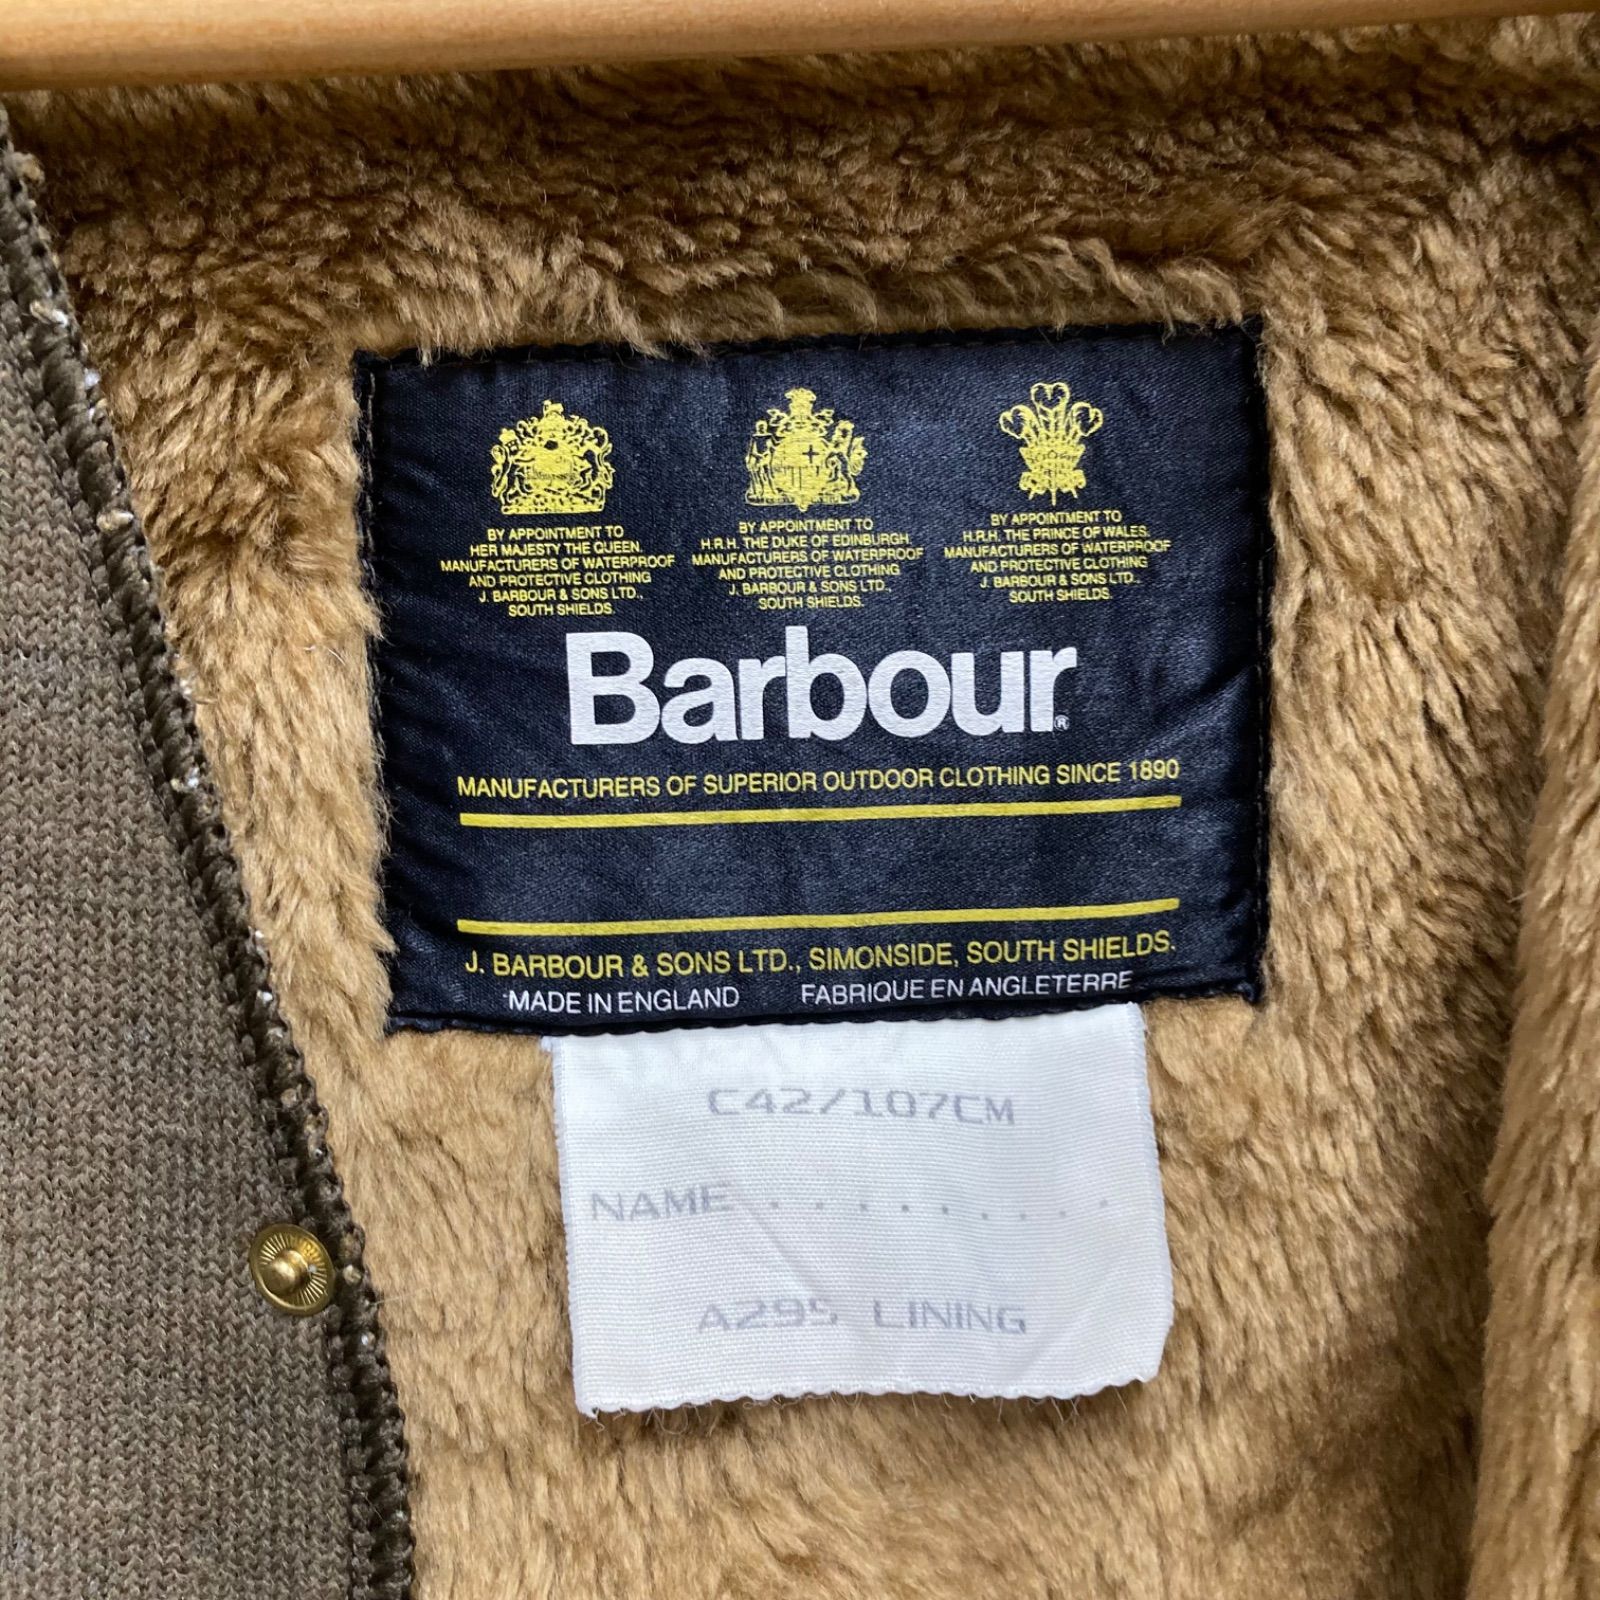 BY APPOINTMENT TO
HER MAJESTY THE QUEEN.
MANUFACTURERS OF WATERPROOF
AND PROTECTIVE CLOTHING
J. BARBOUR & SONS LTD.,
SOUTH SHIELDS.
BY APPOINTMENT TO
H.R.H. THE DUKE OF EDINBURGH.
MANUFACTURERS OF WATERPROOF
AND PROTECTIVE CLOTHING
J. BARBOUR & SONS LTD.,
SOUTH SHIELDS.
BY APPOINTMENT TO
H.R.H. THE PRINCE OF WALES.
MANUFACTURERS OF WATERPROOF
AND PROTECTIVE CLOTHING
J. BARBOUR & SONS LTD.,
SOUTH SHIELDS.
Barbour®
MANUFACTURERS OF SUPERIOR OUTDOOR CLOTHING SINCE 1890
J. BARBOUR & SONS LTD., SIMONSIDE, SOUTH SHIELDS.
MADE IN ENGLAND FABRIQUE EN ANGLETERRE
C42/107CM
NAME . . . . . . . . .
A295 LINING